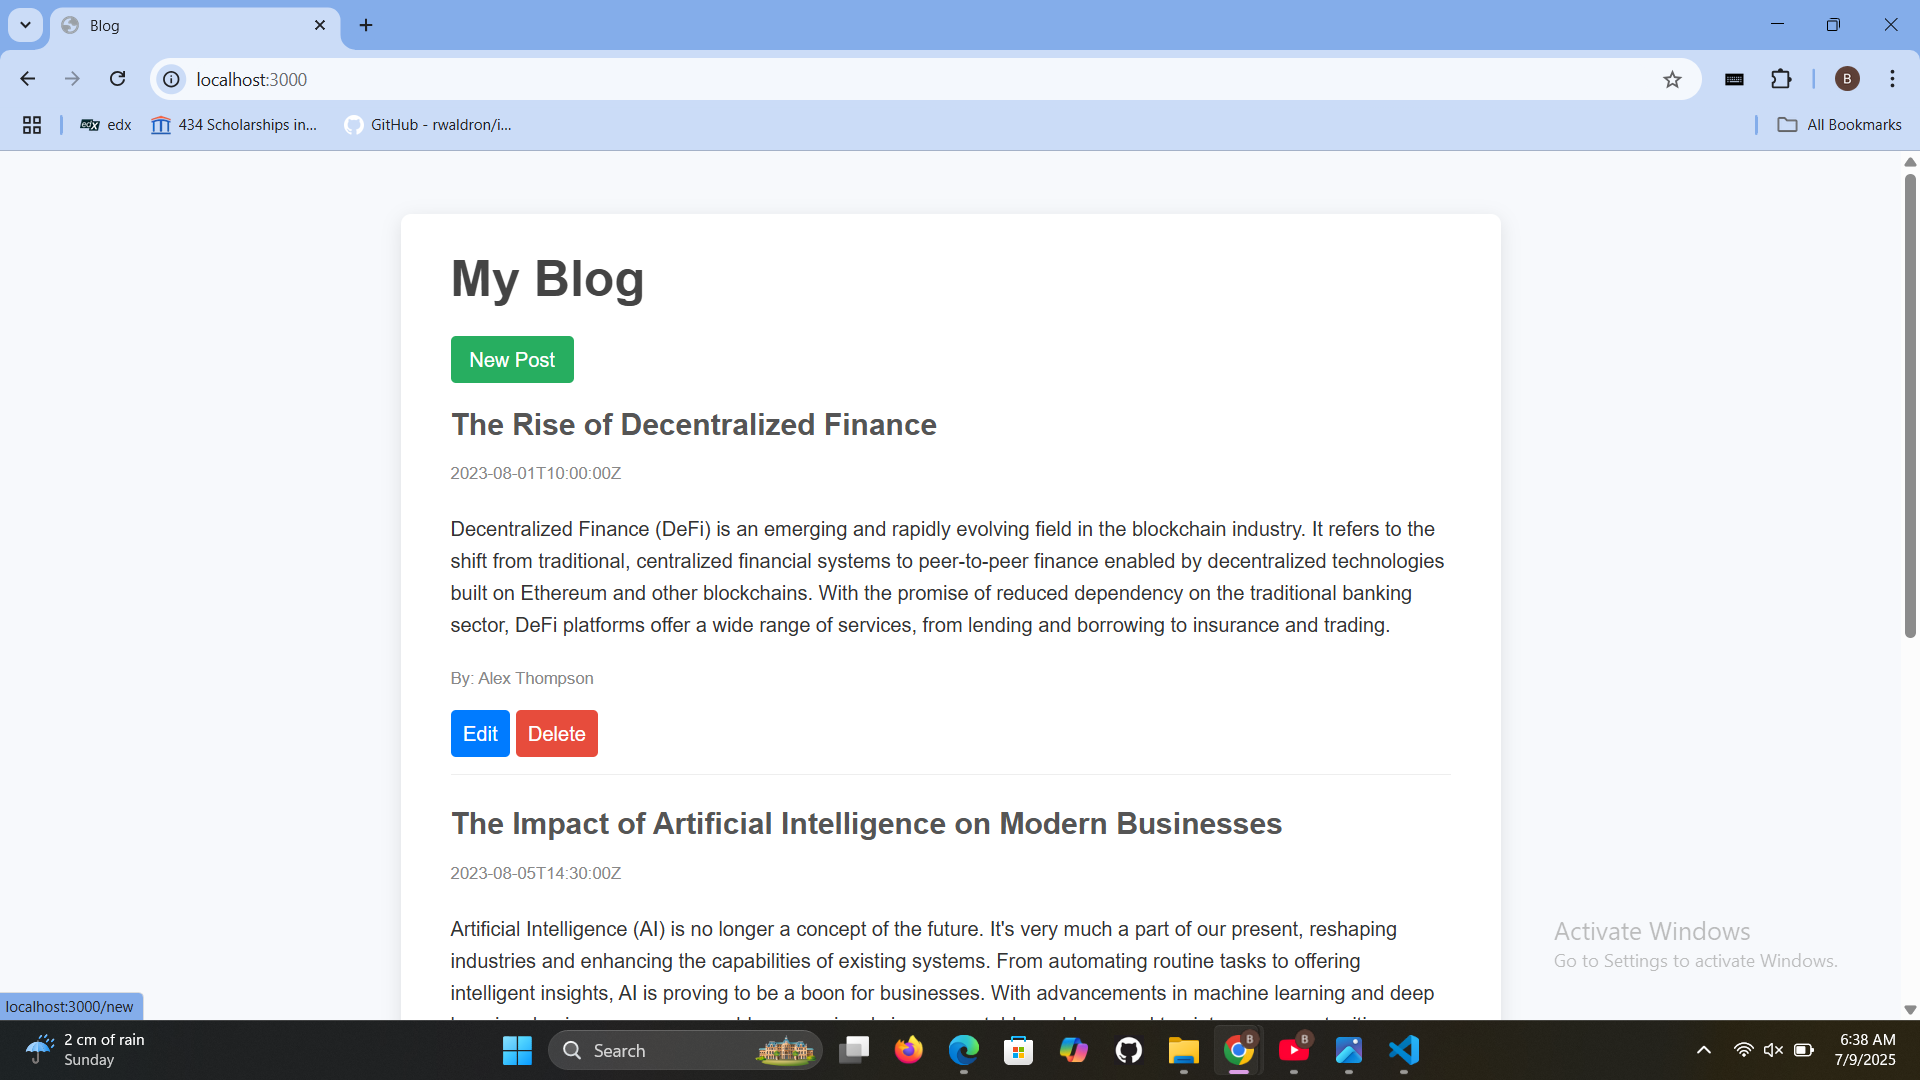 Blog
localhost:3000
B
edx
434 Scholarships in...
GitHub - rwaldron/i...
All Bookmarks
My Blog
New Post
The Rise of Decentralized Finance
2023-08-01T10:00:00Z
Decentralized Finance (DeFi) is an emerging and rapidly evolving field in the blockchain industry. It refers to the
shift from traditional, centralized financial systems to peer-to-peer finance enabled by decentralized technologies
built on Ethereum and other blockchains. With the promise of reduced dependency on the traditional banking
sector, DeFi platforms offer a wide range of services, from lending and borrowing to insurance and trading.
By: Alex Thompson
Edit Delete
The Impact of Artificial Intelligence on Modern Businesses
2023-08-05T14:30:00Z
Artificial Intelligence (AI) is no longer a concept of the future. It's very much a part of our present, reshaping
industries and enhancing the capabilities of existing systems. From automating routine tasks to offering
intelligent insights, AI is proving to be a boon for businesses. With advancements in machine learning and deep
Activate Windows
Go to Settings to activate Windows.
localhost:3000/new
2 cm of rain
Sunday
Search
6:38 AM
7/9/2025